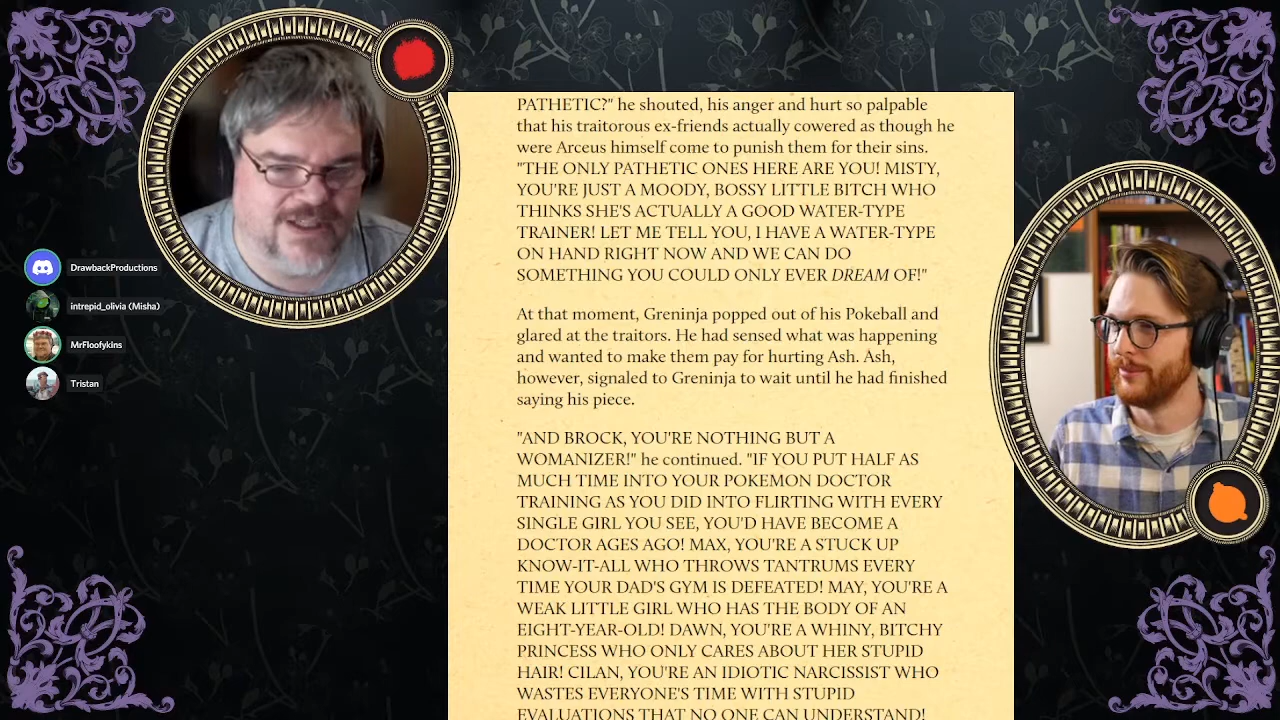 DrawbackProductions
intrepid_olivia (Misha)
MrFloofykins
Tristan
PATHETIC?" he shouted, his anger and hurt so palpable
that his traitorous ex-friends actually cowered as though he
were Arceus himself come to punish them for their sins.
"THE ONLY PATHETIC ONES HERE ARE YOU! MISTY,
YOU'RE JUST A MOODY, BOSSY LITTLE BITCH WHO
THINKS SHE'S ACTUALLY A GOOD WATER-TYPE
TRAINER! LET ME TELL YOU, I HAVE A WATER-TYPE
ON HAND RIGHT NOW AND WE CAN DO
SOMETHING YOU COULD ONLY EVER DREAM OF!"
At that moment, Greninja popped out of his Pokeball and
glared at the traitors. He had sensed what was happening
and wanted to make them pay for hurting Ash. Ash,
however, signaled to Greninja to wait until he had finished
saying his piece.
"AND BROCK, YOU'RE NOTHING BUT A
WOMANIZER!" he continued. "IF YOU PUT HALF AS
MUCH TIME INTO YOUR POKEMON DOCTOR
TRAINING AS YOU DID INTO FLIRTING WITH EVERY
SINGLE GIRL YOU SEE, YOU'D HAVE BECOME A
DOCTOR AGES AGO! MAX, YOU'RE A STUCK UP
KNOW-IT-ALL WHO THROWS TANTRUMS EVERY
TIME YOUR DAD'S GYM IS DEFEATED! MAY, YOU'RE A
WEAK LITTLE GIRL WHO HAS THE BODY OF AN
EIGHT-YEAR-OLD! DAWN, YOU'RE A WHINY, BITCHY
PRINCESS WHO ONLY CARES ABOUT HER STUPID
HAIR! CILAN, YOU'RE AN IDIOTIC NARCISSIST WHO
WASTES EVERYONE'S TIME WITH STUPID
EVALUATIONS THAT NO ONE CAN UNDERSTAND!